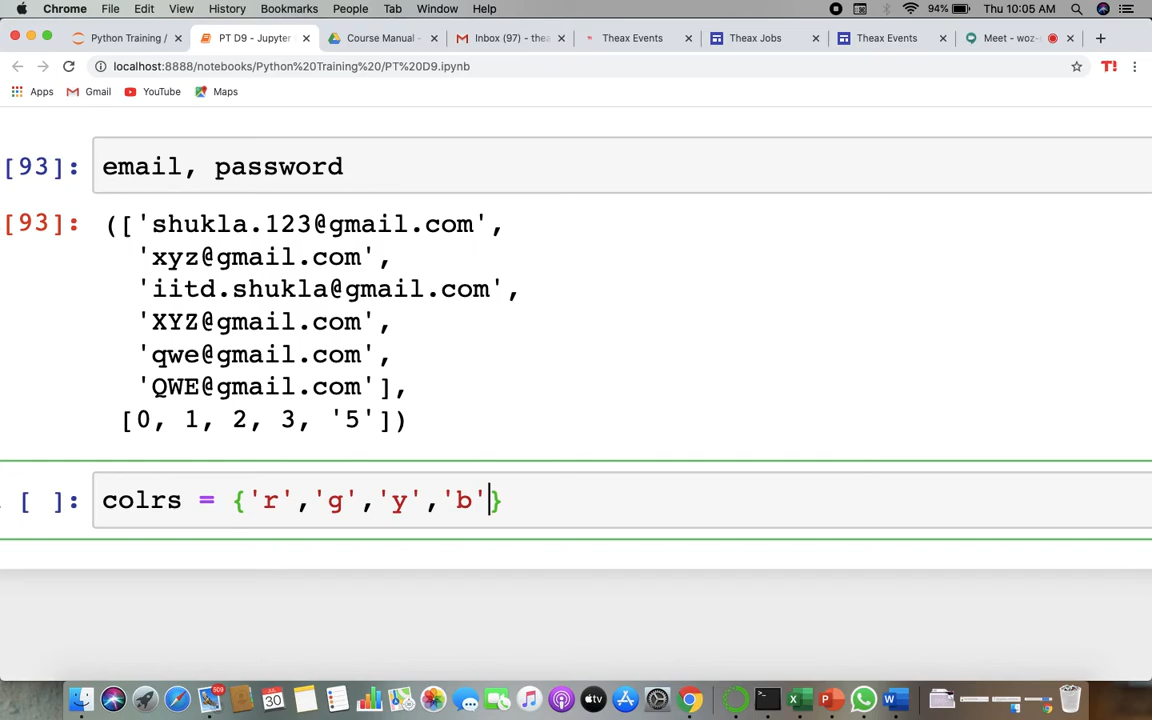 Chrome File Edit View History Bookmarks People Tab Window Help 94% Thu 10:05 AM
Python Training / PT D9 - Jupyter Course Manual - Inbox (97) - thea Theax Events Theax Jobs Theax Events Meet - woz-
localhost:8888/notebooks/Python%20Training%20/PT%20D9.ipynb T!
Apps Gmail YouTube Maps
[93]: email, password
[93]: (['shukla.123@gmail.com',
'xyz@gmail.com',
'iitd.shukla@gmail.com',
'XYZ@gmail.com',
'qwe@gmail.com',
'QWE@gmail.com'],
[0, 1, 2, 3, '5'])
[ ]: colrs = {'r','g','y','b'}
509
30